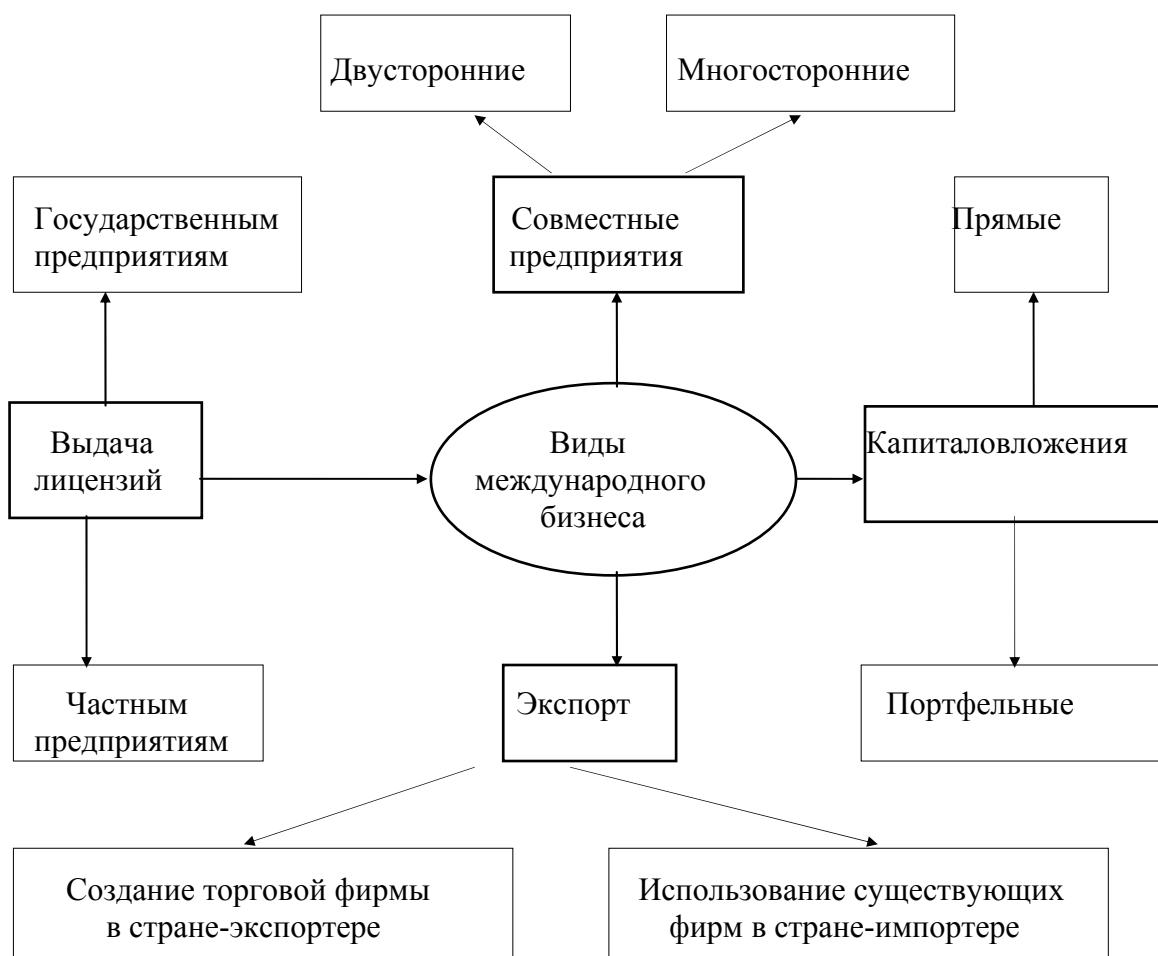 Двусторонние
Многосторонние
Государственным
предприятиям
Совместные
предприятия
Прямые
Выдача
лицензий
Виды
международного
бизнеса
Капиталовложения
Частным
предприятиям
Экспорт
Портфельные
Создание торговой фирмы
в стране-экспортере
Использование существующих
фирм в стране-импортере